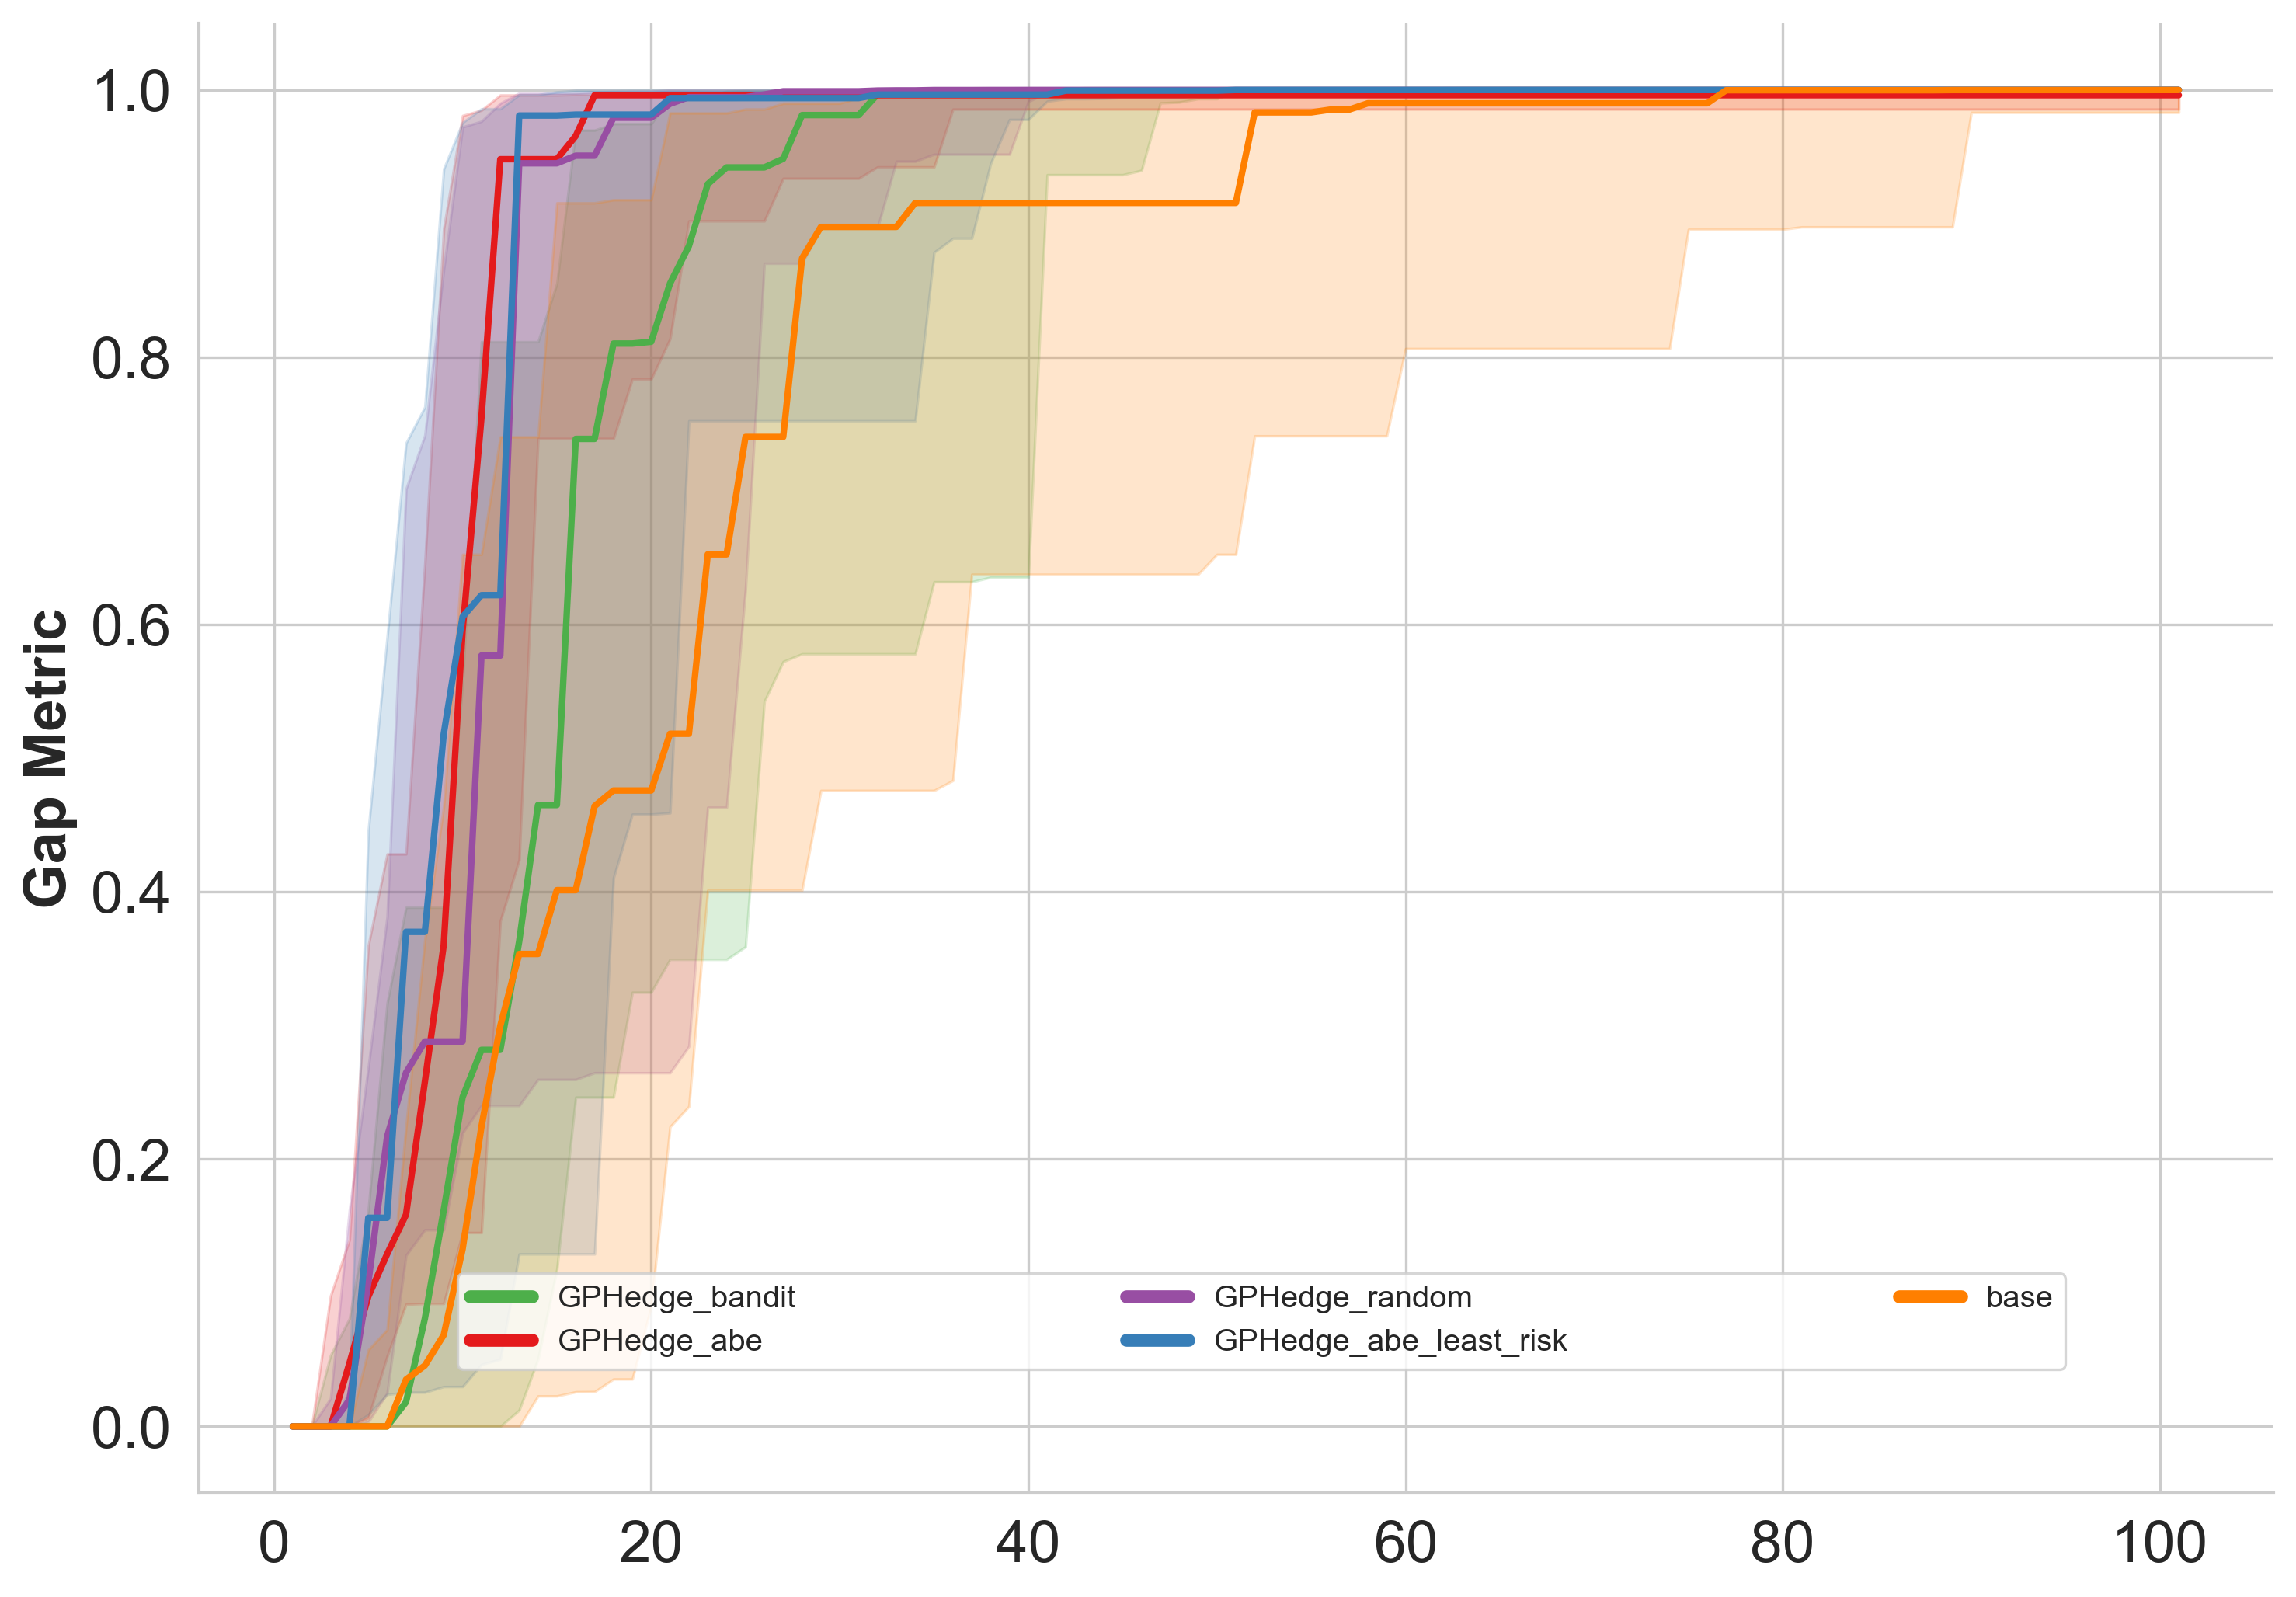 Gap Metric
1.0
0.8
0.6
0.4
0.2
0.0
GPHedge_bandit
GPHedge_abe
GPHedge_random
GPHedge_abe_least_risk
base
0 20 40 60 80 100